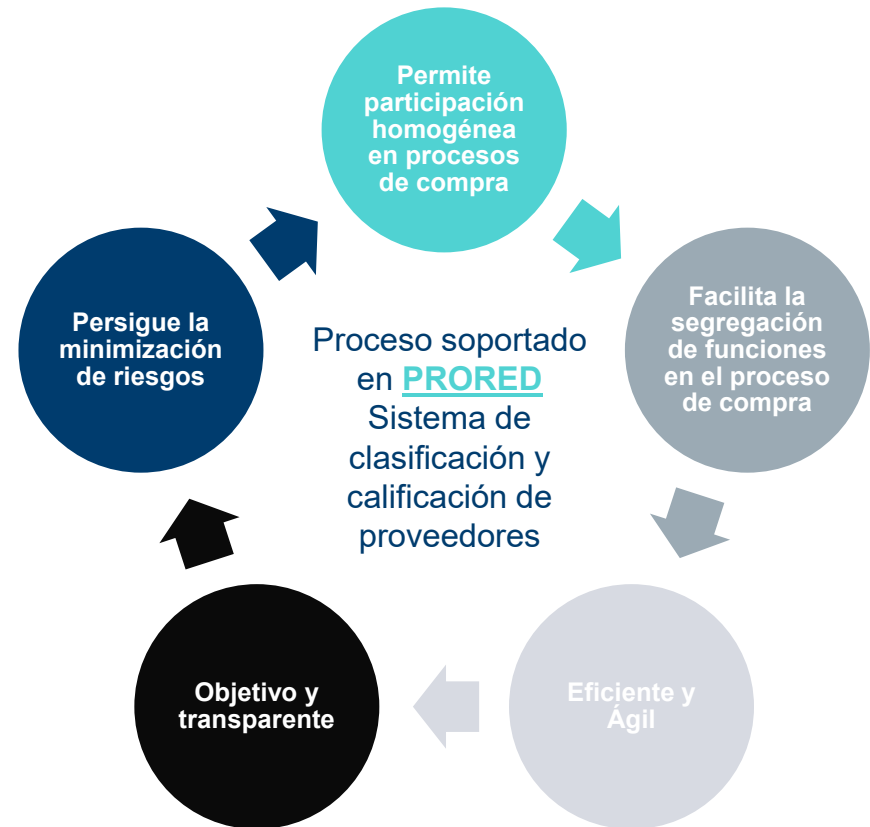 Permite
participación
homogénea
en procesos
de compra
Facilita la
segregación
de funciones
en el proceso
de compra
Eficiente y
Ágil
Objetivo y
transparente
Persigue la
minimización
de riesgos
Proceso soportado
en PRORED
Sistema de
clasificación y
calificación de
proveedores